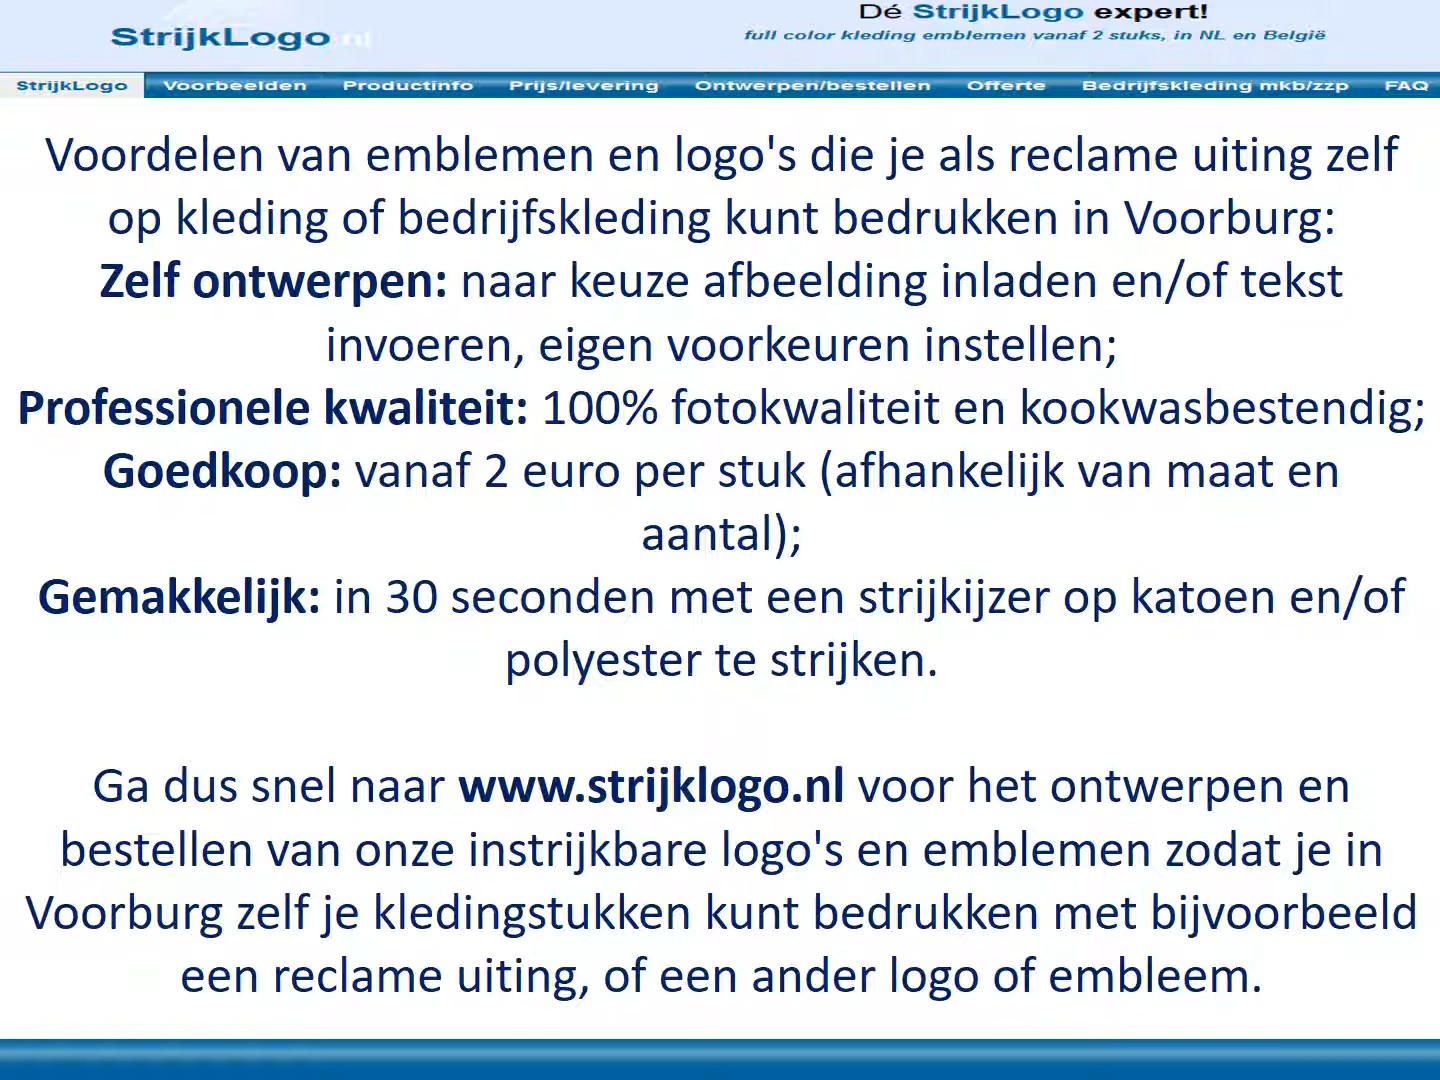 StrijkLogo.nl
Dé StrijkLogo expert!
full color kleding emblemen vanaf 2 stuks, in NL en België
StrijkLogo Voorbeelden Productinfo Prijs/levering Ontwerpen/bestellen Offerte Bedrijfskleding mkb/zzp FAQ
Voordelen van emblemen en logo's die je als reclame uiting zelf
op kleding of bedrijfskleding kunt bedrukken in Voorburg:
Zelf ontwerpen: naar keuze afbeelding inladen en/of tekst
invoeren, eigen voorkeuren instellen;
Professionele kwaliteit: 100% fotokwaliteit en kookwasbestendig;
Goedkoop: vanaf 2 euro per stuk (afhankelijk van maat en
aantal);
Gemakkelijk: in 30 seconden met een strijkijzer op katoen en/of
polyester te strijken.
Ga dus snel naar www.strijklogo.nl voor het ontwerpen en
bestellen van onze instrijkbare logo's en emblemen zodat je in
Voorburg zelf je kledingstukken kunt bedrukken met bijvoorbeeld
een reclame uiting, of een ander logo of embleem.